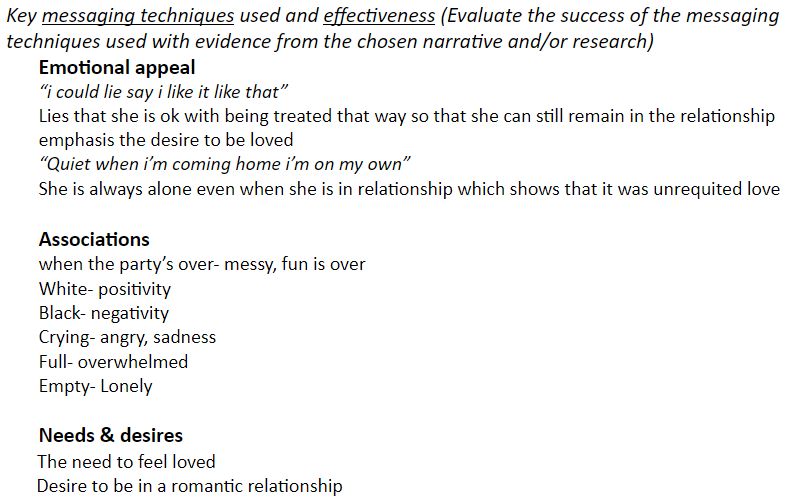 Key messaging techniques used and effectiveness (Evaluate the success of the messaging
techniques used with evidence from the chosen narrative and/or research)
Emotional appeal
“i could lie say i like it like that”
Lies that she is ok with being treated that way so that she can still remain in the relationship
emphasis the desire to be loved
“Quiet when i’m coming home i’m on my own”
She is always alone even when she is in relationship which shows that it was unrequited love
Associations
when the party’s over- messy, fun is over
White- positivity
Black- negativity
Crying- angry, sadness
Full- overwhelmed
Empty- Lonely
Needs & desires
The need to feel loved
Desire to be in a romantic relationship